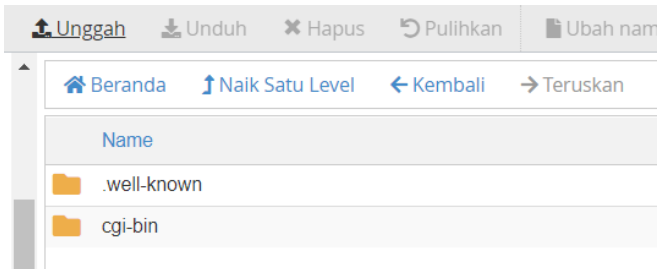 Unggah Unduh Hapus Pulihkan Ubah nam
Beranda Naik Satu Level Kembali Teruskan
Name
.well-known
cgi-bin